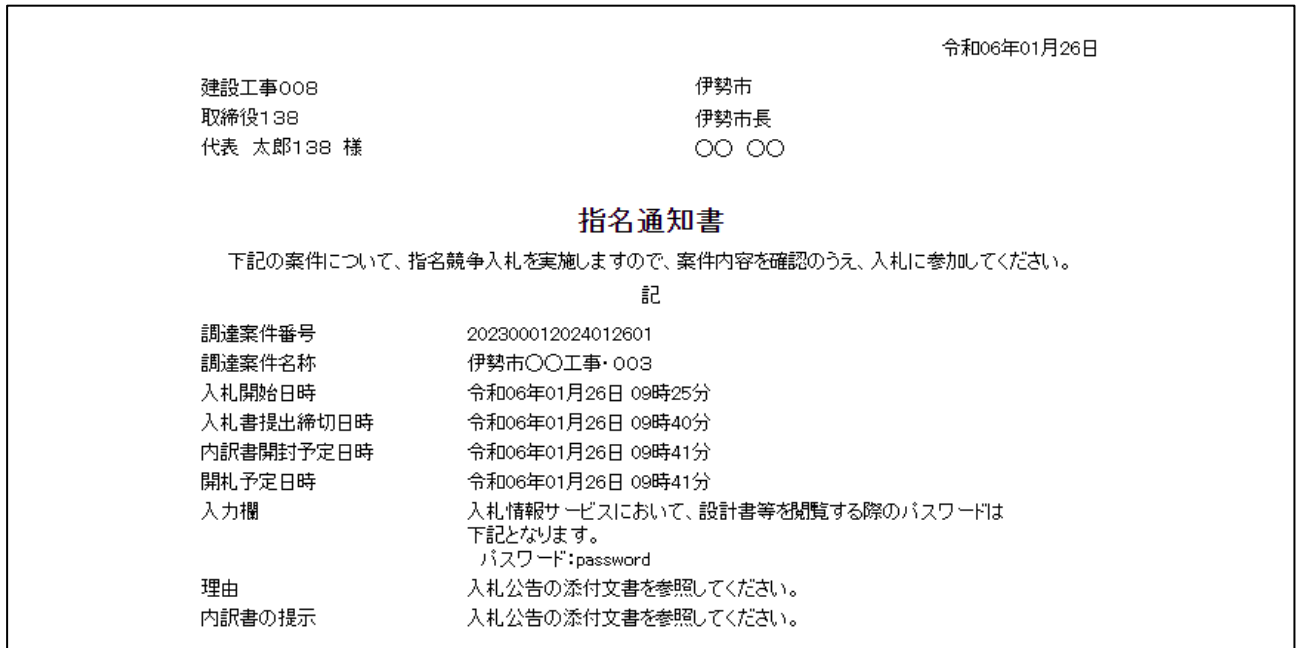 令和06年01月26日
建設工事008 伊勢市
取締役138 伊勢市長
代表 太郎138 様 〇〇 〇〇
指名通知書
下記の案件について、指名競争入札を実施しますので、案件内容を確認のうえ、入札に参加してください。
記
調達案件番号 202300012024012601
調達案件名称 伊勢市〇〇工事・003
入札開始日時 令和06年01月26日 09時25分
入札書提出締切日時 令和06年01月26日 09時40分
内訳書開封予定日時 令和06年01月26日 09時41分
開札予定日時 令和06年01月26日 09時41分
入力欄 入札情報サービスにおいて、設計書等を閲覧する際のパスワードは
下記となります。
パスワード：password
理由 入札公告の添付文書を参照してください。
内訳書の提示 入札公告の添付文書を参照してください。